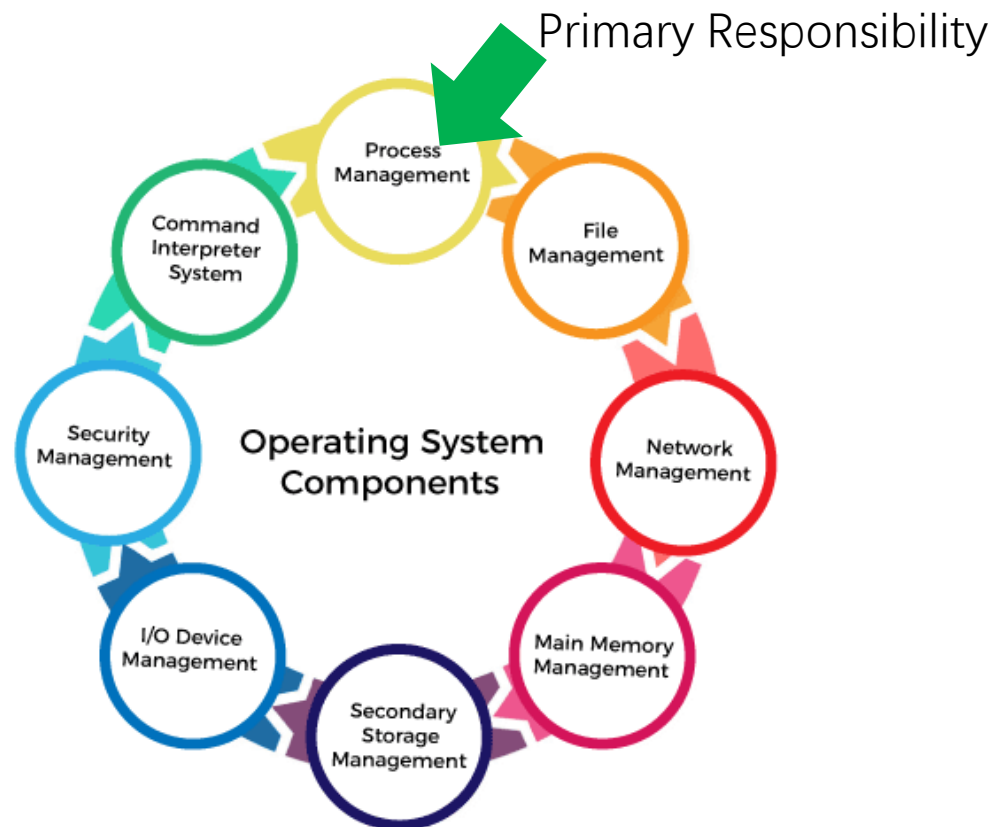 Primary Responsibility
Process
Management
File
Management
Network
Management
Main Memory
Management
Secondary
Storage
Management
I/O Device
Management
Security
Management
Command
Interpreter
System
Operating System
Components